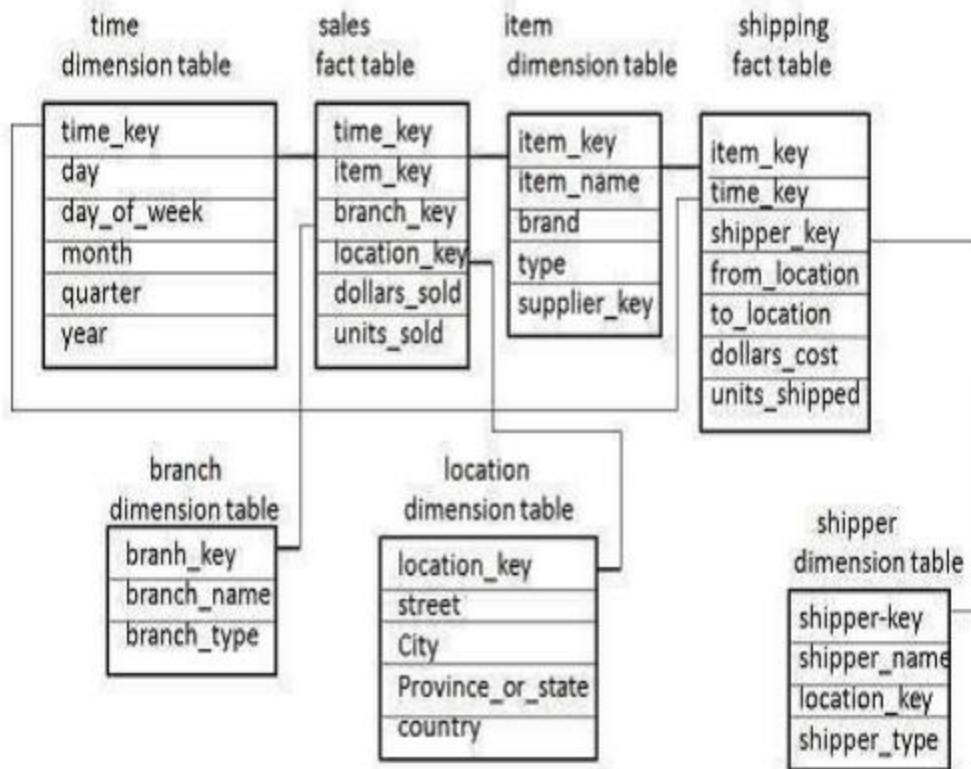 time
dimension table
time_key
day
day_of_week
month
quarter
year
sales
fact table
time_key
item_key
branch_key
location_key
dollars_sold
units_sold
item
dimension table
item_key
item_name
brand
type
supplier_key
shipping
fact table
item_key
time_key
shipper_key
from_location
to_location
dollars_cost
units_shipped
branch
dimension table
branh_key
branch_name
branch_type
location
dimension table
location_key
street
City
Province_or_state
country
shipper
dimension table
shipper-key
shipper_name
location_key
shipper_type